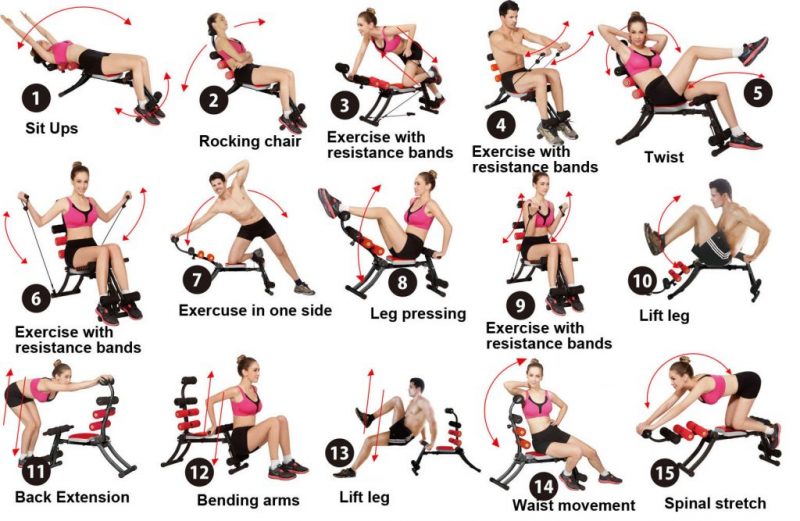 1
Sit Ups
2
Rocking chair
3
Exercise with
resistance bands
4
Exercise with
resistance bands
5
Twist
6
Exercise with
resistance bands
7
Exercuse in one side
8
Leg pressing
9
Exercise with
resistance bands
10
Lift leg
11
Back Extension
12
Bending arms
13
Lift leg
14
Waist movement
15
Spinal stretch